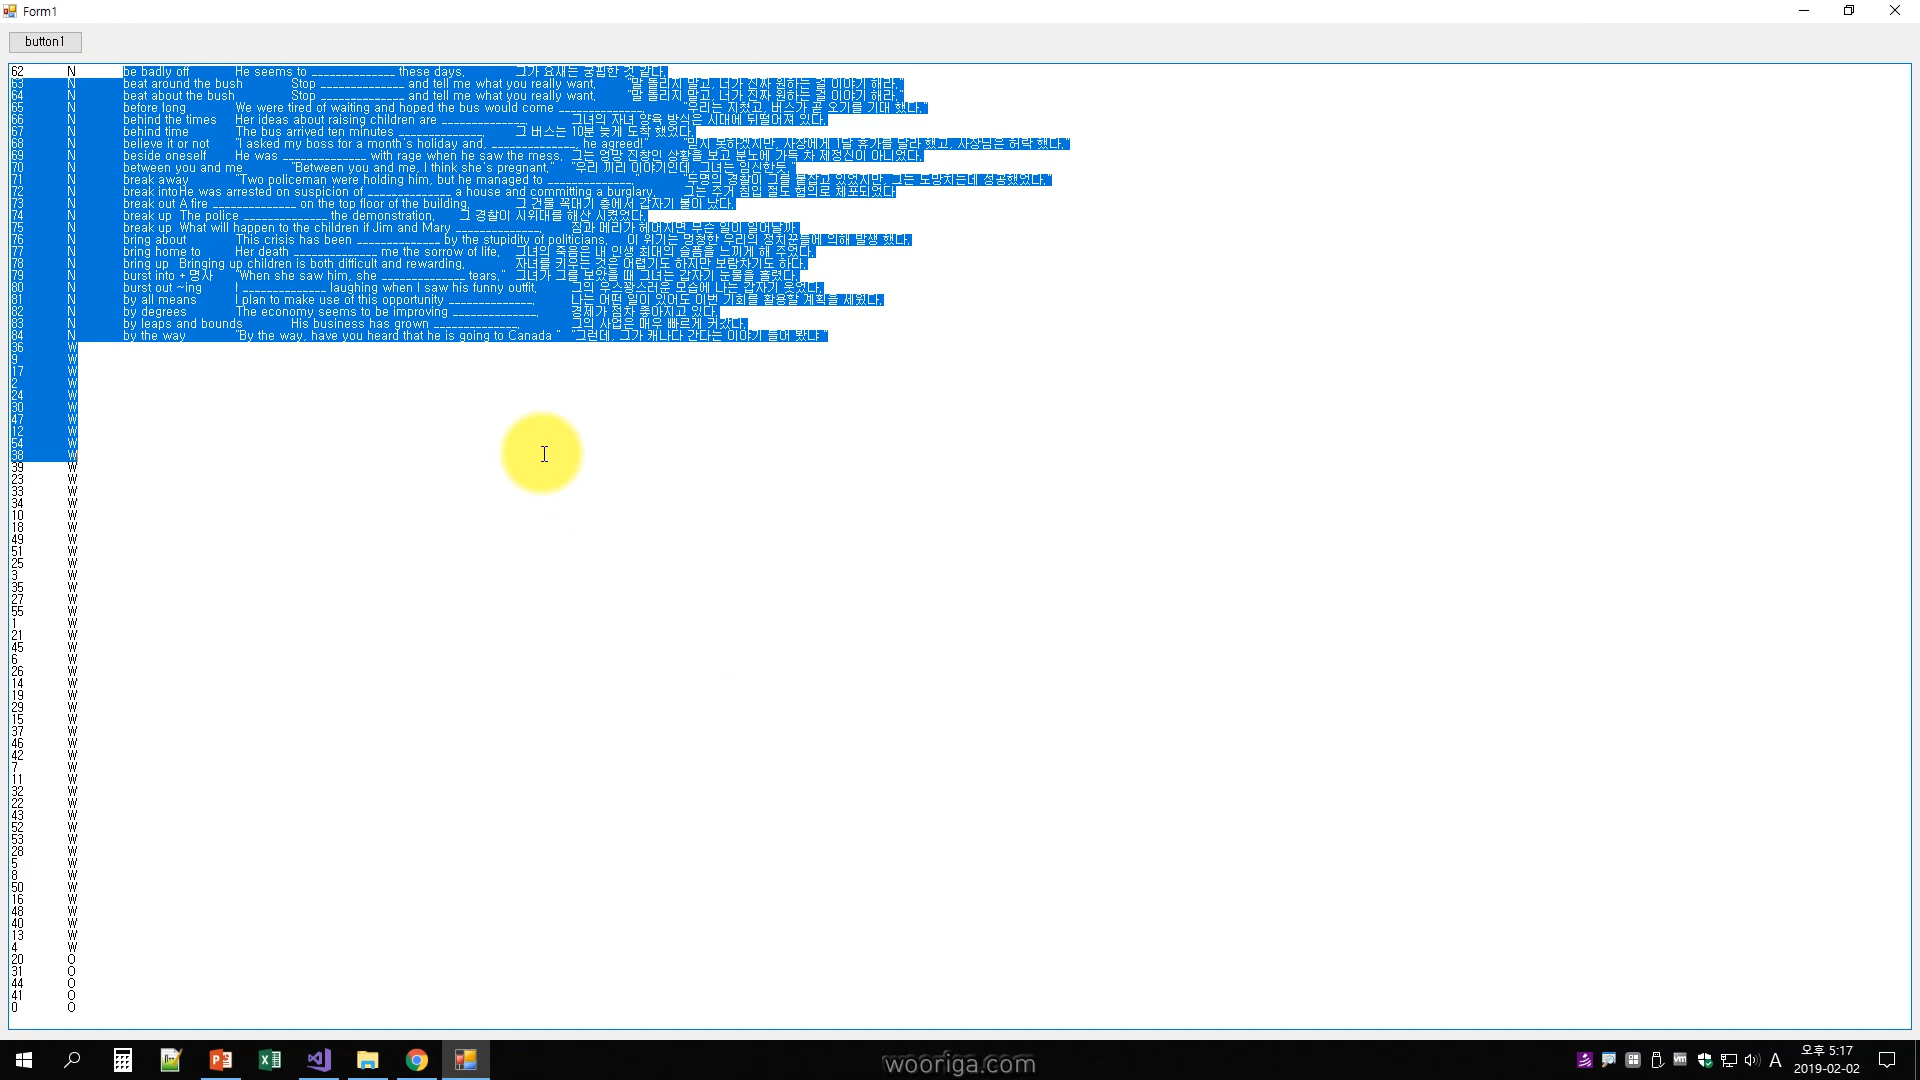 Form1
button1
62 N be badly off He seems to ______________ these days. 그가 요새는 궁핍한 것 같다.
63 N beat around the bush Stop ______________ and tell me what you really want. "말 돌리지 말고, 너가 진짜 원하는 걸 이야기 해라."
64 N beat about the bush Stop ______________ and tell me what you really want. "말 돌리지 말고, 너가 진짜 원하는 걸 이야기 해라."
65 N before long We were tired of waiting and hoped the bus would come ______________. "우리는 지쳤고, 버스가 곧 오기를 기대 했다."
66 N behind the times Her ideas about raising children are ______________. 그녀의 자녀 양육 방식은 시대에 뒤떨어져 있다.
67 N behind time The bus arrived ten minutes ______________. 그 버스는 10분 늦게 도착 했었다.
68 N believe it or not "I asked my boss for a month's holiday and, ______________, he agreed!" "믿지 못하겠지만, 사장에게 1달 휴가를 달라 했고, 사장님은 허락 했다."
69 N beside oneself He was ______________ with rage when he saw the mess. 그는 엉망 진창인 상황을 보고 분노에 가득 차 제정신이 아니었다.
70 N between you and me "Between you and me, I think she's pregnant." "우리 끼리 이야기인데, 그녀는 임신한듯."
71 N break away "Two policeman were holding him, but he managed to ______________." "두명의 경찰이 그를 붙잡고 있었지만, 그는 도망치는데 성공했었다."
72 N break into He was arrested on suspicion of ______________ a house and committing a burglary. 그는 주거 침입 절도 혐의로 체포되었다
73 N break out A fire ______________ on the top floor of the building. 그 건물 꼭대기 층에서 갑자기 불이 났다.
74 N break up The police ______________ the demonstration. 그 경찰이 시위대를 해산 시켰었다.
75 N break up What will happen to the children if Jim and Mary ______________. 짐과 메리가 헤어지면 무슨 일이 일어날까
76 N bring about This crisis has been ______________ by the stupidity of politicians. 이 위기는 멍청한 우리의 정치꾼들에 의해 발생 했다.
77 N bring home to Her death ______________ me the sorrow of life. 그녀의 죽음은 내 인생 최대의 슬픔을 느끼게 해 주었다.
78 N bring up Bringing up children is both difficult and rewarding. 자녀를 키우는 것은 어렵기도 하지만 보람차기도 하다.
79 N burst into + 명사 "When she saw him, she ______________ tears." 그녀가 그를 보았을 때 그녀는 갑자기 눈물을 흘렸다.
80 N burst out ~ing I ______________ laughing when I saw his funny outfit. 그의 우스꽝스러운 모습에 나는 갑자기 웃었다.
81 N by all means I plan to make use of this opportunity ______________. 나는 어떤 일이 있어도 이번 기회를 활용할 계획을 세웠다.
82 N by degrees The economy seems to be improving ______________. 경제가 점차 좋아지고 있다.
83 N by leaps and bounds His business has grown ______________. 그의 사업은 매우 빠르게 커갔다.
84 N by the way "By the way, have you heard that he is going to Canada " "그런데, 그가 캐나다 간다는 이야기 들어 봤냐"
36 W
9 W
17 W
2 W
24 W
30 W
47 W
12 W
54 W
38 W
39 W
23 W
33 W
34 W
10 W
18 W
49 W
51 W
25 W
3 W
35 W
27 W
55 W
1 W
21 W
45 W
6 W
26 W
14 W
19 W
29 W
15 W
37 W
46 W
42 W
7 W
11 W
32 W
22 W
43 W
52 W
53 W
28 W
5 W
8 W
50 W
16 W
48 W
40 W
13 W
4 W
20 O
31 O
44 O
41 O
0 O
wooriga.com
A
오후 5:17
2019-02-02